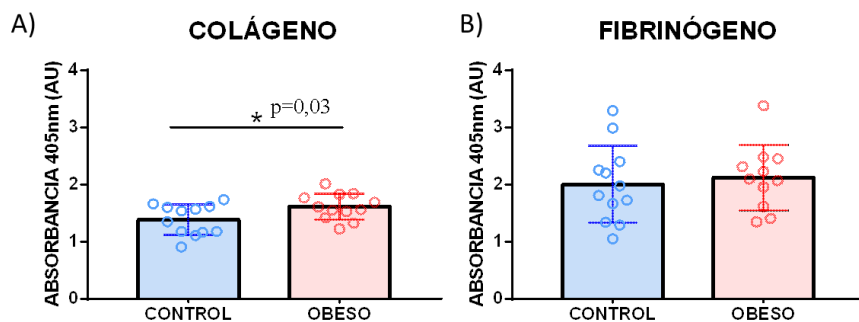 A)
COLÁGENO
ABSORBANCIA 405nm (AU)
4
3
2
1
0
* p=0,03
CONTROL
OBESO
B)
FIBRINÓGENO
ABSORBANCIA 405nm (AU)
4
3
2
1
0
CONTROL
OBESO